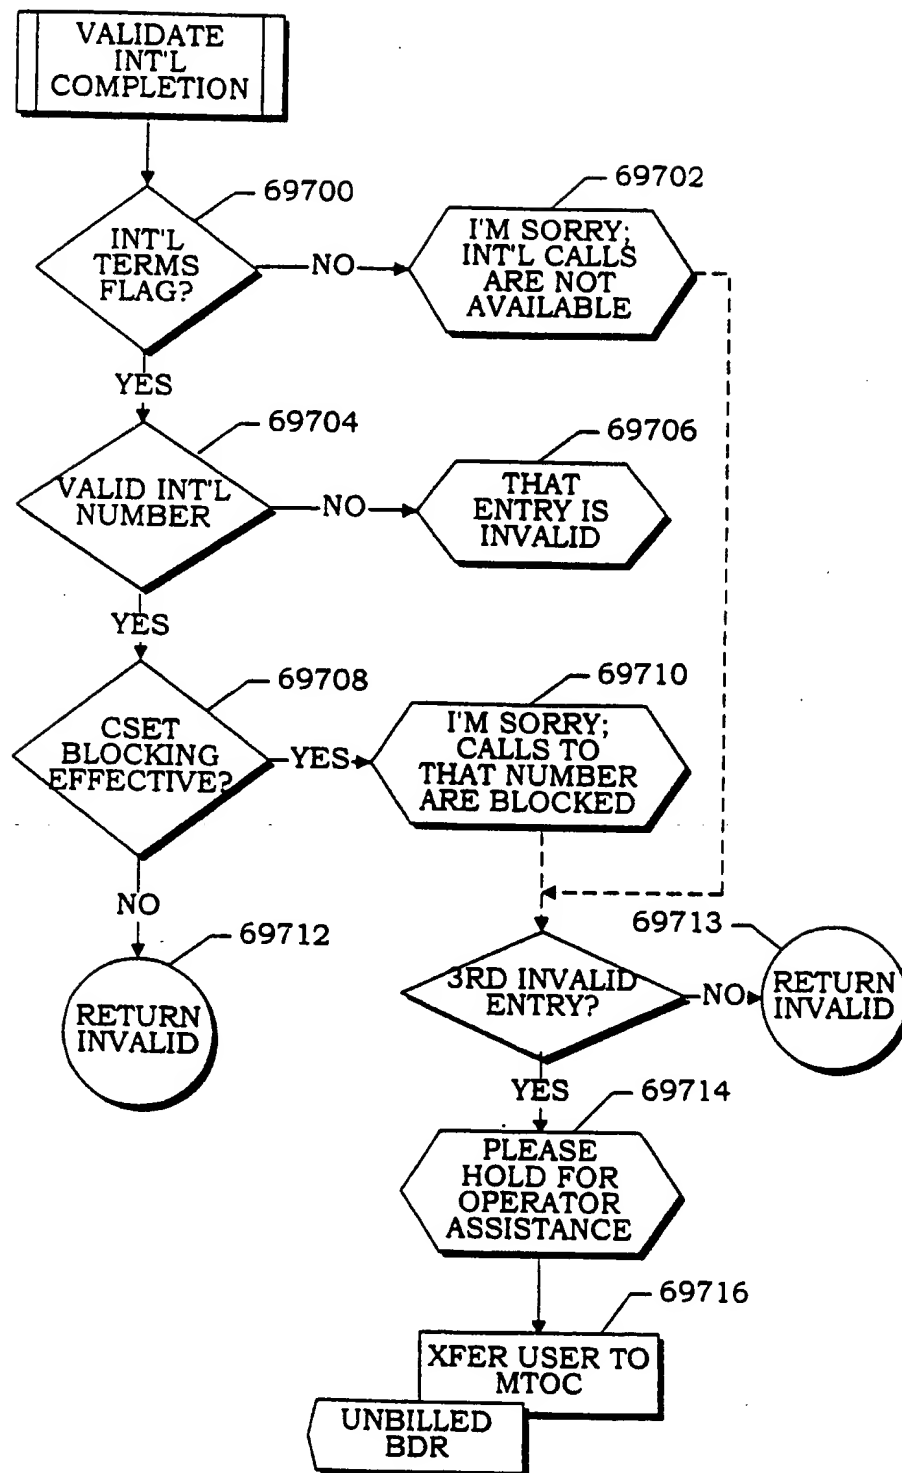 VALIDATE
INT'L
COMPLETION
69700
INT'L
TERMS
FLAG?
NO
69702
I'M SORRY;
INT'L CALLS
ARE NOT
AVAILABLE
YES
69704
VALID INT'L
NUMBER
NO
69706
THAT
ENTRY IS
INVALID
YES
69708
CSET
BLOCKING
EFFECTIVE?
YES
69710
I'M SORRY;
CALLS TO
THAT NUMBER
ARE BLOCKED
NO
69712
RETURN
INVALID
3RD INVALID
ENTRY?
NO
69713
RETURN
INVALID
YES
69714
PLEASE
HOLD FOR
OPERATOR
ASSISTANCE
69716
XFER USER TO
MTOC
UNBILLED
BDR